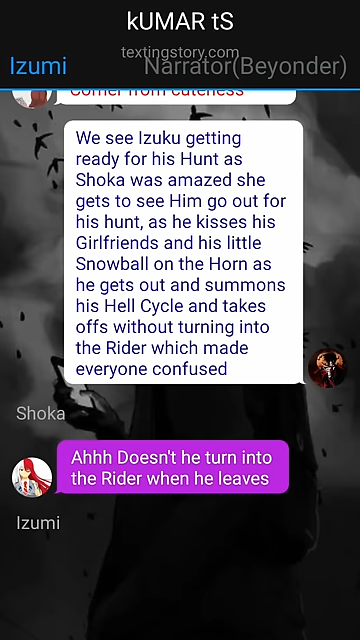 kUMAR tS
textingstory.com
Izumi
Narrator(Beyonder)
Corner from cuteness
We see Izuku getting
ready for his Hunt as
Shoka was amazed she
gets to see Him go out for
his hunt, as he kisses his
Girlfriends and his little
Snowball on the Horn as
he gets out and summons
his Hell Cycle and takes
offs without turning into
the Rider which made
everyone confused
Shoka
Ahhh Doesn't he turn into
the Rider when he leaves
Izumi